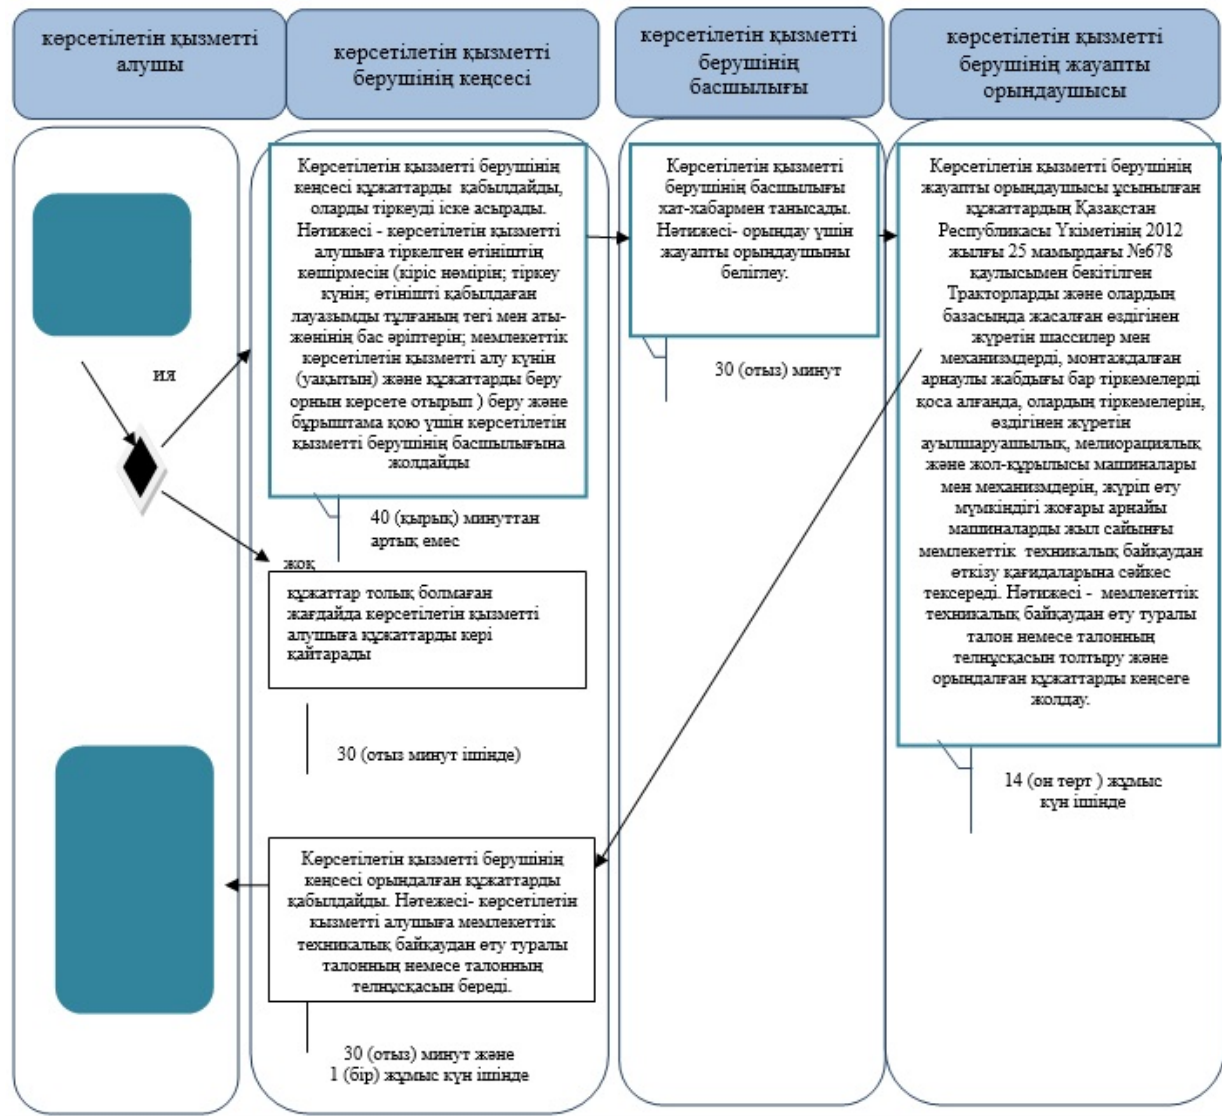 көрсетілетін қызметті
алушы
көрсетілетін қызметті
берушінің кеңсесі
көрсетілетін қызметті
берушінің
басшылығы
көрсетілетін қызметті
берушінің жауапты
орындаушысы
Көрсетілетін қызметті берушінің
кеңсесі құжаттарды қабылдайды,
оларды тіркеуді іске асырады.
Нәтижесі - көрсетілетін қызметті
алушыға тіркелген өтініштің
көшірмесін (кіріс нөмірін; тіркеу
күнін; өтінішті қабылдаған
лауазымды тұлғаның тегі мен аты-
жөнінің бас әріптерін; мемлекеттік
көрсетілетін қызметті алу күнін
(уақытын) және құжаттарды беру
орнын көрсете отырып ) беру және
бұрыштама қою үшін көрсетілетін
қызметті берушінің басшылығына
жолдайды
Көрсетілетін қызметті
берушінің басшылығы
хат-хабармен танысады.
Нәтижесі- орындау үшін
жауапты орындаушыны
беліглеу.
Көрсетілетін қызметті берушінің
жауапты орындаушысы ұсынылған
құжаттардың Қазақстан
Республикасы Үкіметінің 2012
жылғы 25 мамырдағы №678
қаулысымен бекітілген
Тракторларды және олардың
базасында жасалған өздігінен
жүретін шассилер мен
механизмдерді, монтаждалған
арнаулы жабдығы бар тіркемелерді
қоса алғанда, олардың тіркемелерін,
өздігінен жүретін
ауылшаруашылық, мелиорациялық
және жол-құрылысы машиналары
мен механизмдерін, жүріп өту
мүмкіндігі жоғары арнайы
машиналарды жыл сайынғы
мемлекеттік техникалық байқаудан
өткізу қағидаларына сәйкес
тексереді. Нәтижесі - мемлекеттік
техникалық байқаудан өту туралы
талон немесе талонның
телнұсқасын толтыру және
орындалған құжаттарды кеңсеге
жолдау.
ия
30 (отыз) минут
40 (қырық) минуттан
артық емес
жоқ
құжаттар толық болмаған
жағдайда көрсетілетін қызметті
алушыға құжаттарды кері
қайтарады
30 (отыз минут ішінде)
14 (он төрт ) жұмыс
күн ішінде
Көрсетілетін қызметті берушінің
кеңсесі орындалған құжаттарды
қабылдайды. Нәтежесі- көрсетілетін
қызметті алушыға мемлекеттік
техникалық байқаудан өту туралы
талонның немесе талонның
телнұсқасын береді.
30 (отыз) минут және
1 (бір) жұмыс күн ішінде